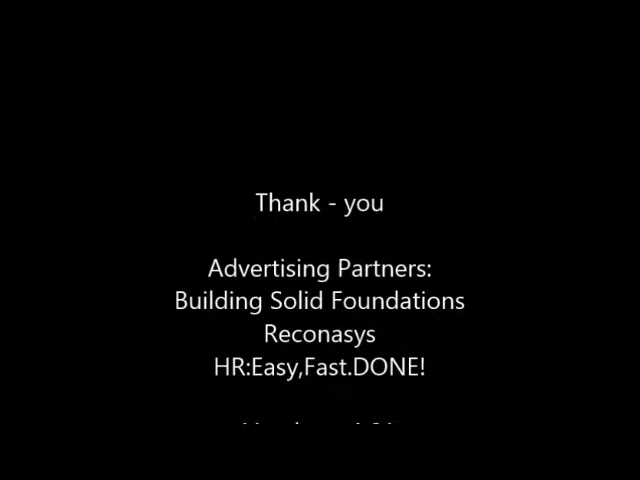 Thank - you
Advertising Partners:
Building Solid Foundations
Reconasys
HR:Easy,Fast.DONE!